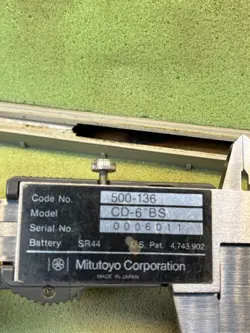 Code No. 500-136
Model CD-6"BS
Serial No. 0006011
Battery SR44 U.S. Pat. 4,743,902
Mitutoyo Corporation
MADE IN JAPAN